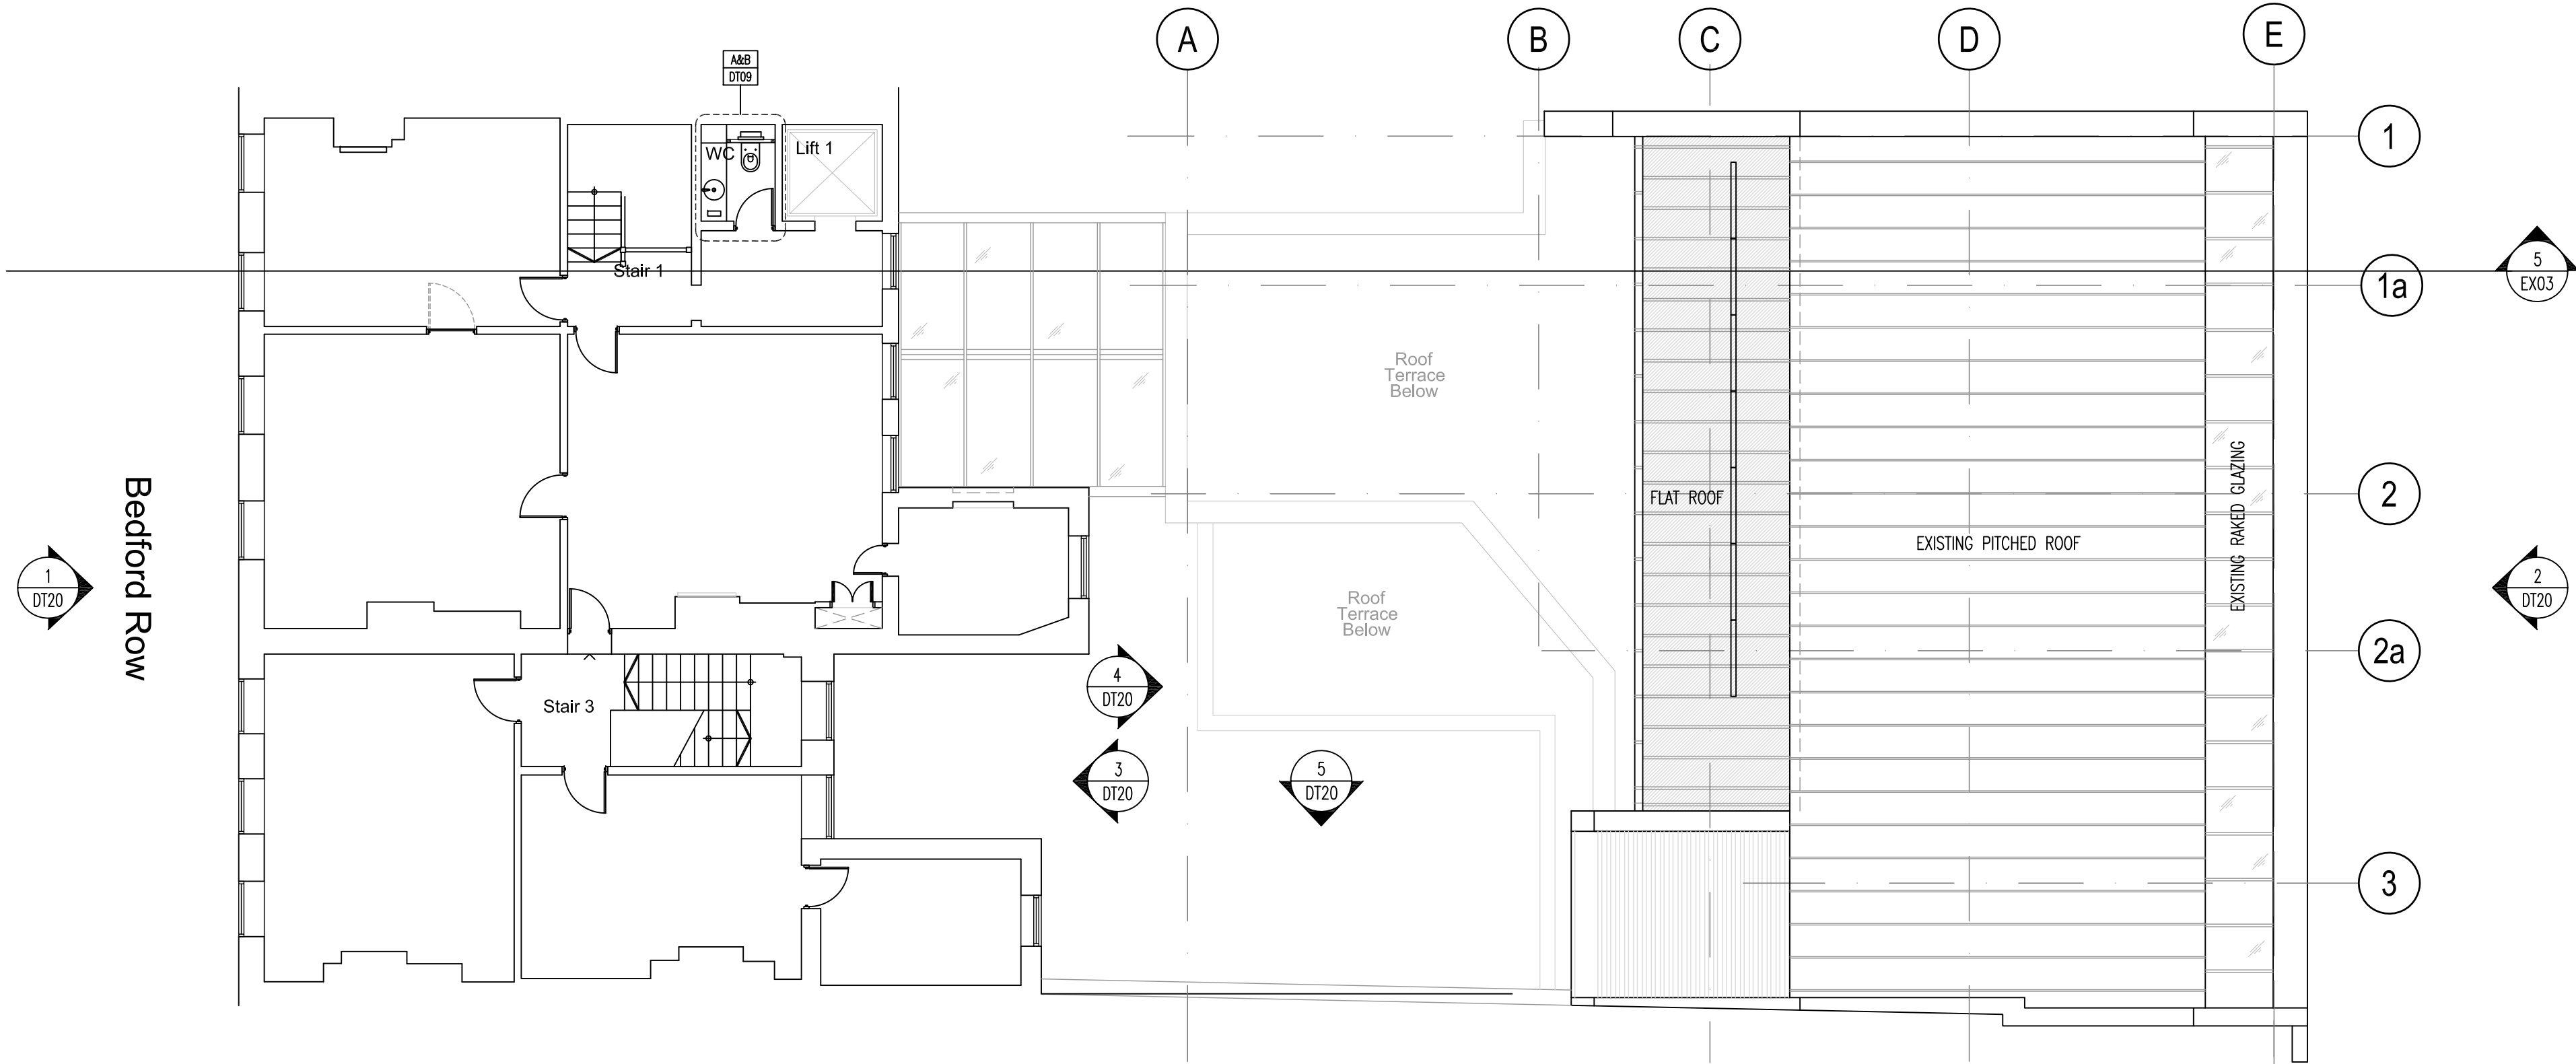 A
B
C
D
E
A&B
DT09
1
WC
Lift 1
Stair 1
5
EX03
1a
Roof
Terrace
Below
Bedford Row
FLAT ROOF
EXISTING PITCHED ROOF
EXISTING RAKED GLAZING
2
1
DT20
Roof
Terrace
Below
2
DT20
2a
Stair 3
4
DT20
3
DT20
5
DT20
3